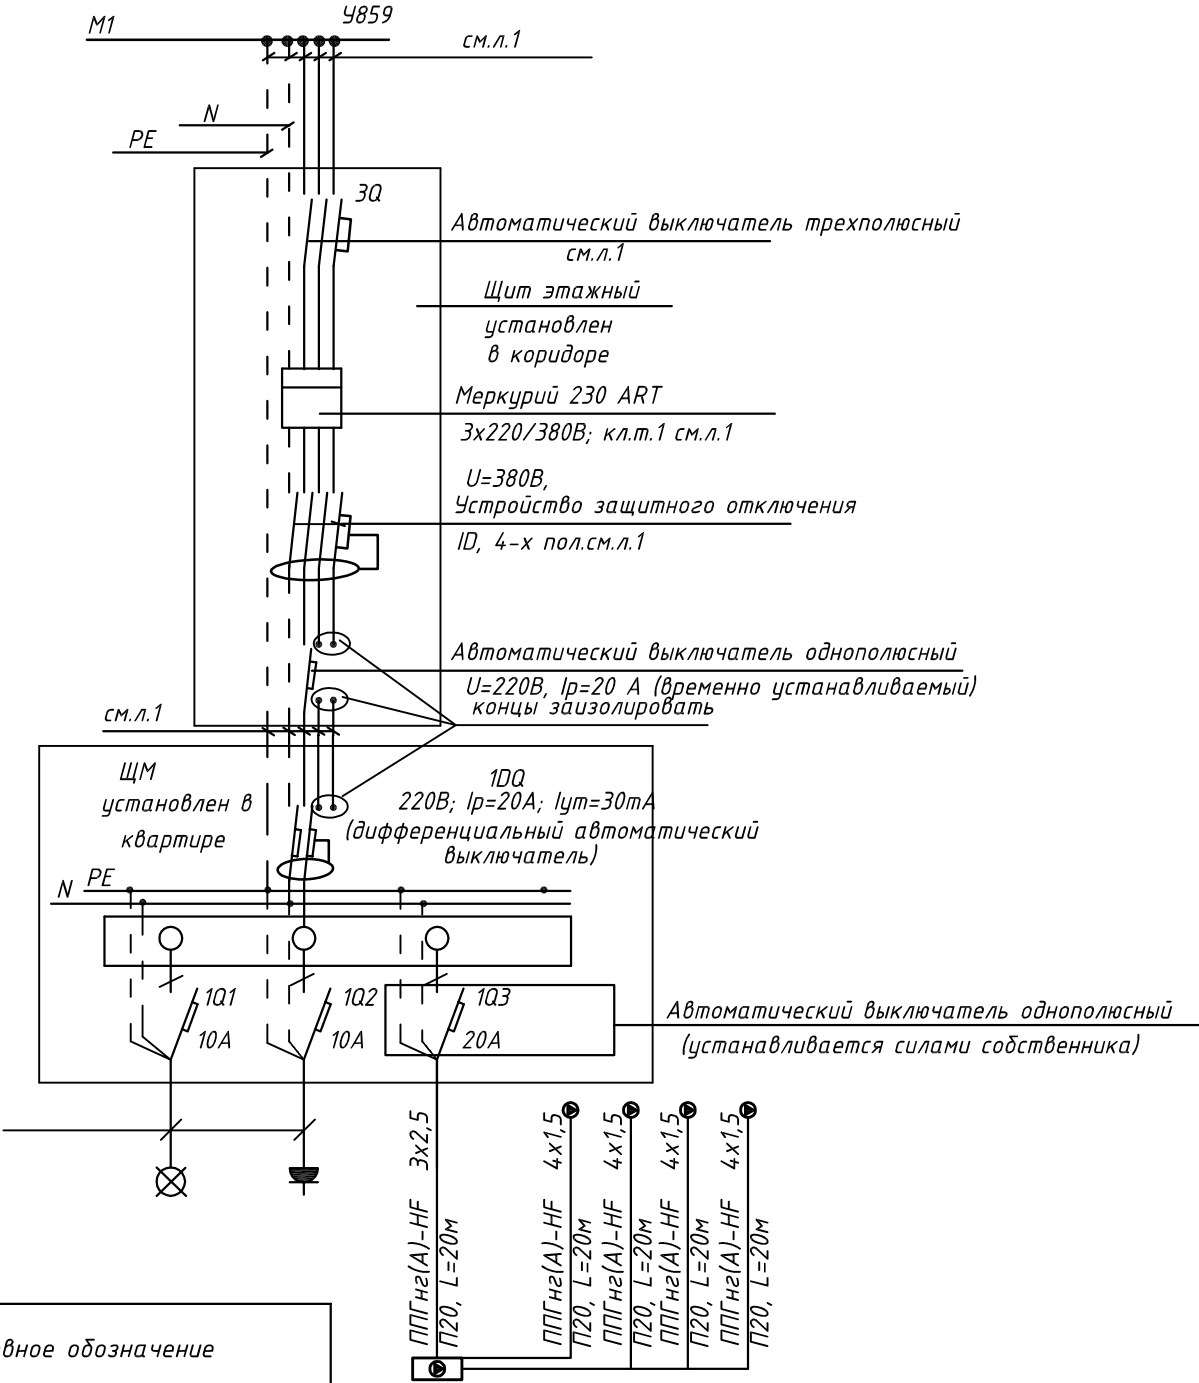 М1
У859
см.л.1
N
PE
3Q
Автоматический выключатель трехполюсный
см.л.1
Щит этажный
установлен
в коридоре
Меркурий 230 ART
3х220/380В; кл.т.1 см.л.1
U=380В,
Устройство защитного отключения
ID, 4-х пол.см.л.1
Автоматический выключатель однополюсный
U=220В, Iр=20 А (временно устанавливаемый)
концы заизолировать
см.л.1
ЩМ
установлен в
квартире
1DQ
220В; Iр=20А; Iут=30mA
(дифференциальный автоматический
выключатель)
PE
N
1Q1
10А
1Q2
10А
1Q3
20А
Автоматический выключатель однополюсный
(устанавливается силами собственника)
ППГнг(А)-HF 3х2,5
П20, L=20м
ППГнг(А)-HF 4х1,5
П20, L=20м
ППГнг(А)-HF 4х1,5
П20, L=20м
ППГнг(А)-HF 4х1,5
П20, L=20м
ППГнг(А)-HF 4х1,5
П20, L=20м
вное обозначение